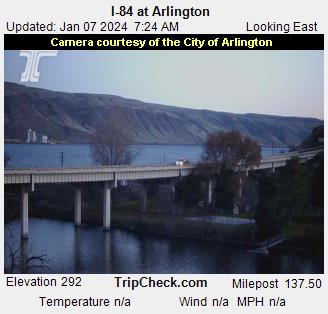 I-84 at Arlington
Updated: Jan 07 2024 7:24 AM Looking East
Camera courtesy of the City of Arlington
Elevation 292 TripCheck.com Milepost 137.50
Temperature n/a Wind n/a MPH n/a